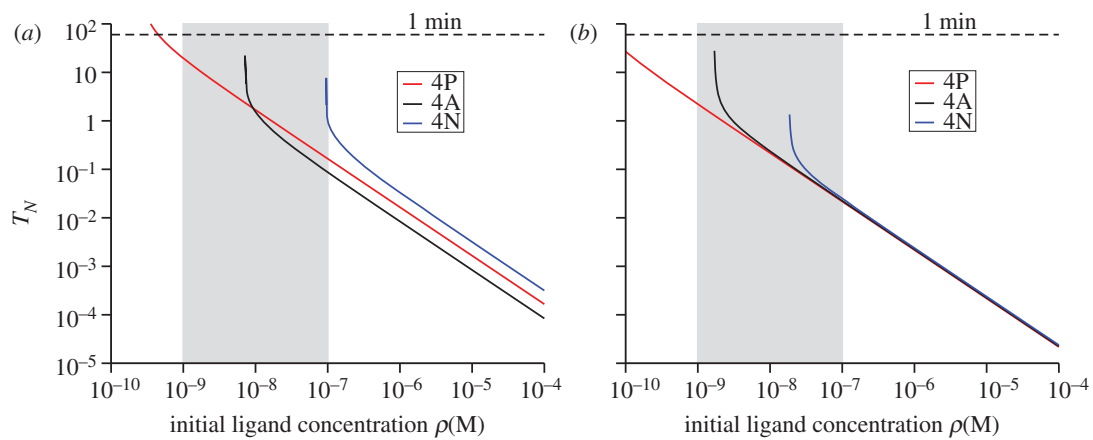 (a)
1 min
10²
10
1
10⁻¹
10⁻²
10⁻³
10⁻⁴
10⁻⁵
T_N
4P
4A
4N
10⁻¹⁰ 10⁻⁹ 10⁻⁸ 10⁻⁷ 10⁻⁶ 10⁻⁵ 10⁻⁴
initial ligand concentration ρ(M)
(b)
1 min
4P
4A
4N
10⁻¹⁰ 10⁻⁹ 10⁻⁸ 10⁻⁷ 10⁻⁶ 10⁻⁵ 10⁻⁴
initial ligand concentration ρ(M)